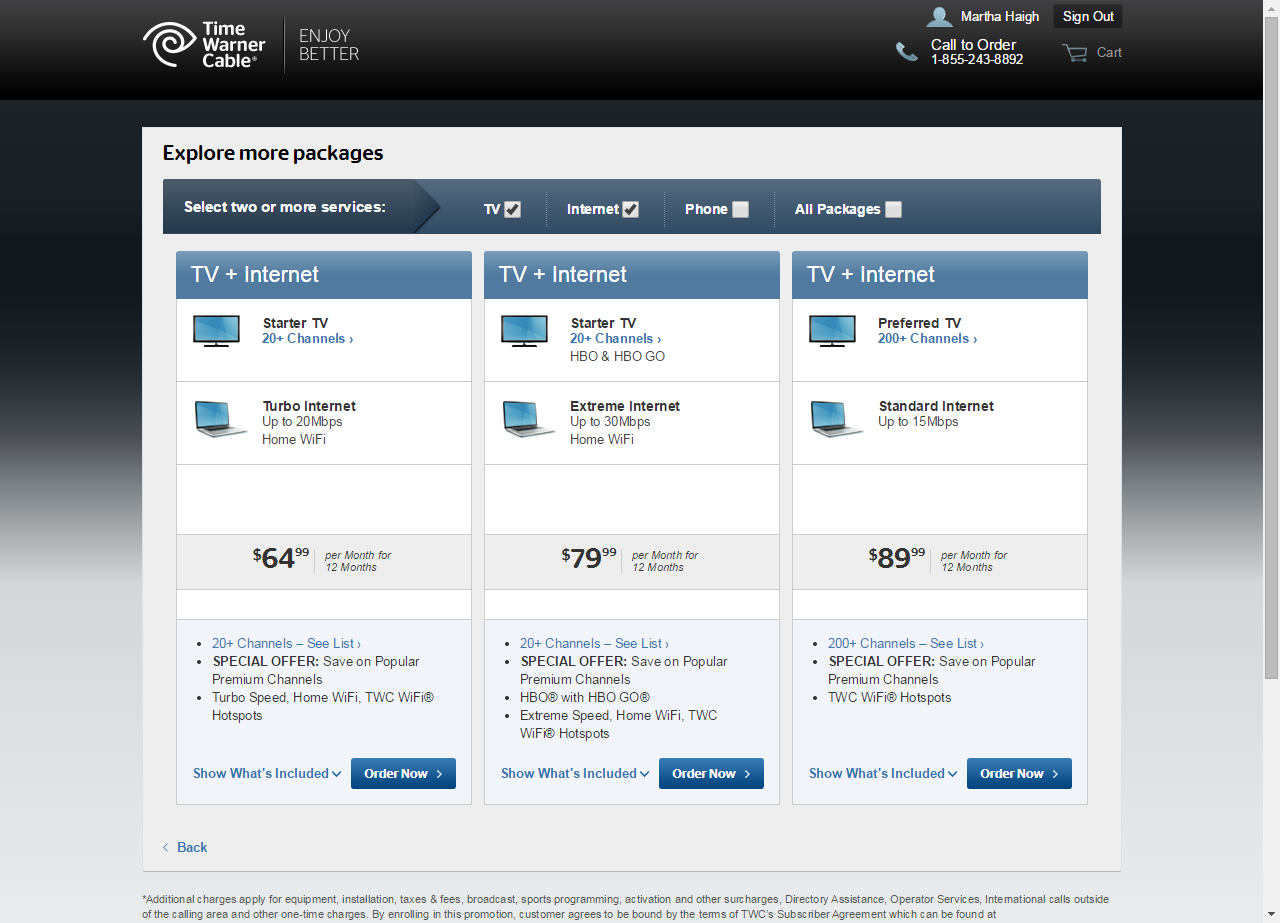 Time
Warner
Cable®
ENJOY
BETTER
Martha Haigh
Sign Out
Call to Order
1-855-243-8892
Cart
Explore more packages
Select two or more services:
TV
Internet
Phone
All Packages
TV + Internet
Starter TV
20+ Channels ›
Turbo Internet
Up to 20Mbps
Home WiFi
$64 99
per Month for
12 Months
20+ Channels – See List ›
SPECIAL OFFER: Save on Popular
Premium Channels
Turbo Speed, Home WiFi, TWC WiFi®
Hotspots
Show What's Included
Order Now
TV + Internet
Starter TV
20+ Channels ›
HBO & HBO GO
Extreme Internet
Up to 30Mbps
Home WiFi
$79 99
per Month for
12 Months
20+ Channels – See List ›
SPECIAL OFFER: Save on Popular
Premium Channels
HBO® with HBO GO®
Extreme Speed, Home WiFi, TWC
WiFi® Hotspots
Show What's Included
Order Now
TV + Internet
Preferred TV
200+ Channels ›
Standard Internet
Up to 15Mbps
$89 99
per Month for
12 Months
200+ Channels – See List ›
SPECIAL OFFER: Save on Popular
Premium Channels
TWC WiFi® Hotspots
Show What's Included
Order Now
Back
*Additional charges apply for equipment, installation, taxes & fees, broadcast, sports programming, activation and other surcharges, Directory Assistance, Operator Services, International calls outside
of the calling area and other one-time charges. By enrolling in this promotion, customer agrees to be bound by the terms of TWC's Subscriber Agreement which can be found at